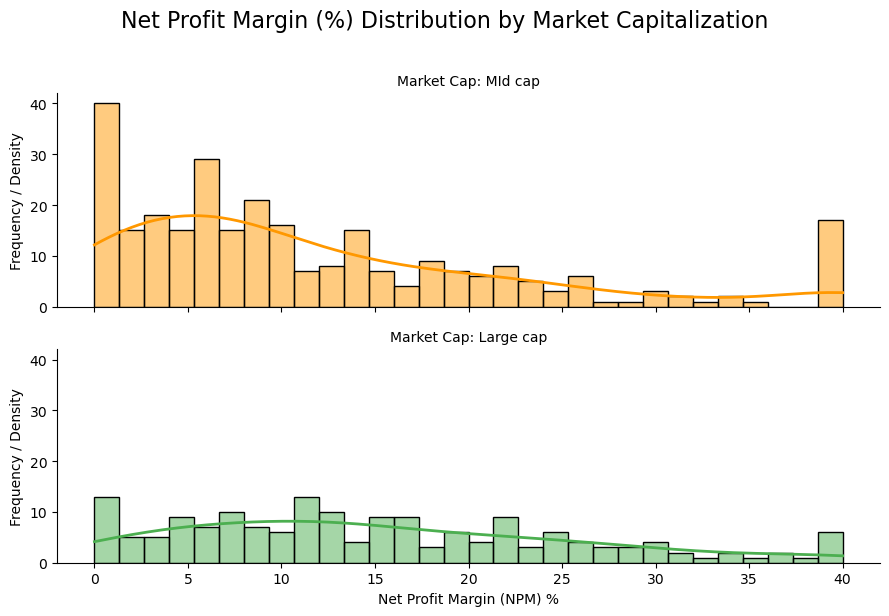 Net Profit Margin (%) Distribution by Market Capitalization
Market Cap: MId cap
Frequency / Density
40
30
20
10
0
Market Cap: Large cap
Frequency / Density
40
30
20
10
0
0 5 10 15 20 25 30 35 40
Net Profit Margin (NPM) %